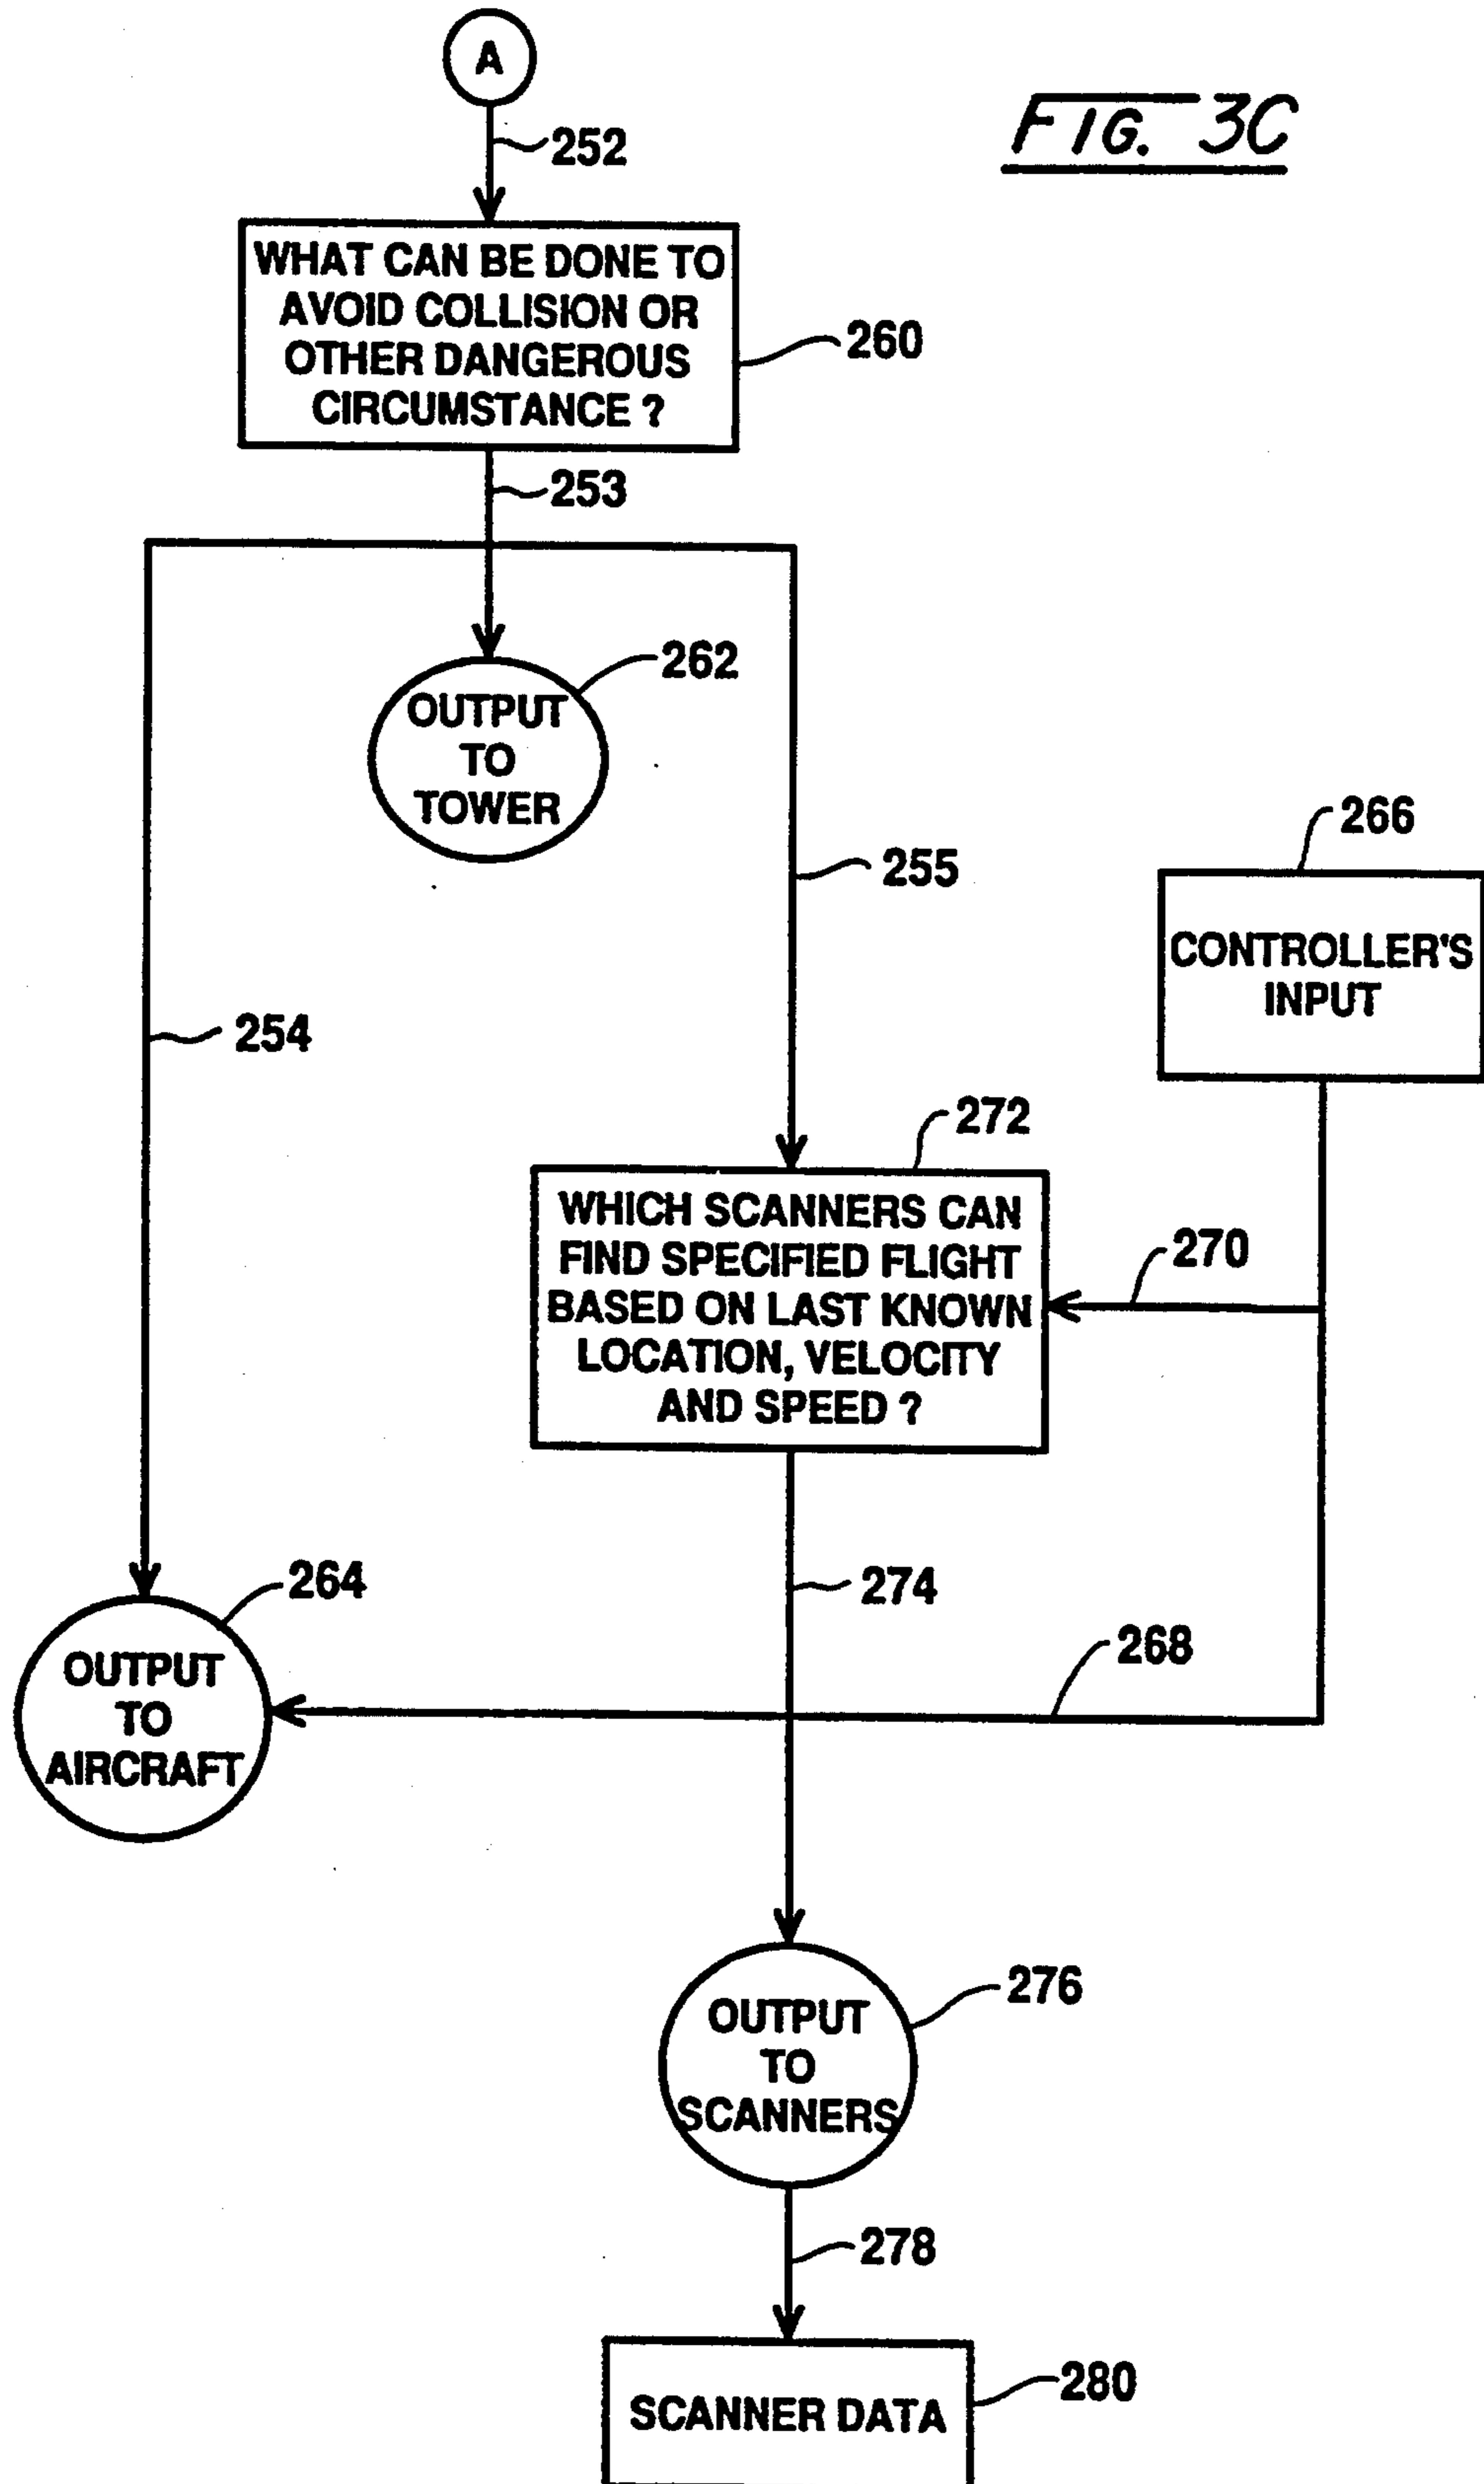 A
FIG. 3C
252
WHAT CAN BE DONE TO
AVOID COLLISION OR
OTHER DANGEROUS
CIRCUMSTANCE ?
260
253
262
OUTPUT
TO
TOWER
266
255
CONTROLLER'S
INPUT
254
272
WHICH SCANNERS CAN
FIND SPECIFIED FLIGHT
BASED ON LAST KNOWN
LOCATION, VELOCITY
AND SPEED ?
270
264
274
268
OUTPUT
TO
AIRCRAFT
276
OUTPUT
TO
SCANNERS
278
280
SCANNER DATA